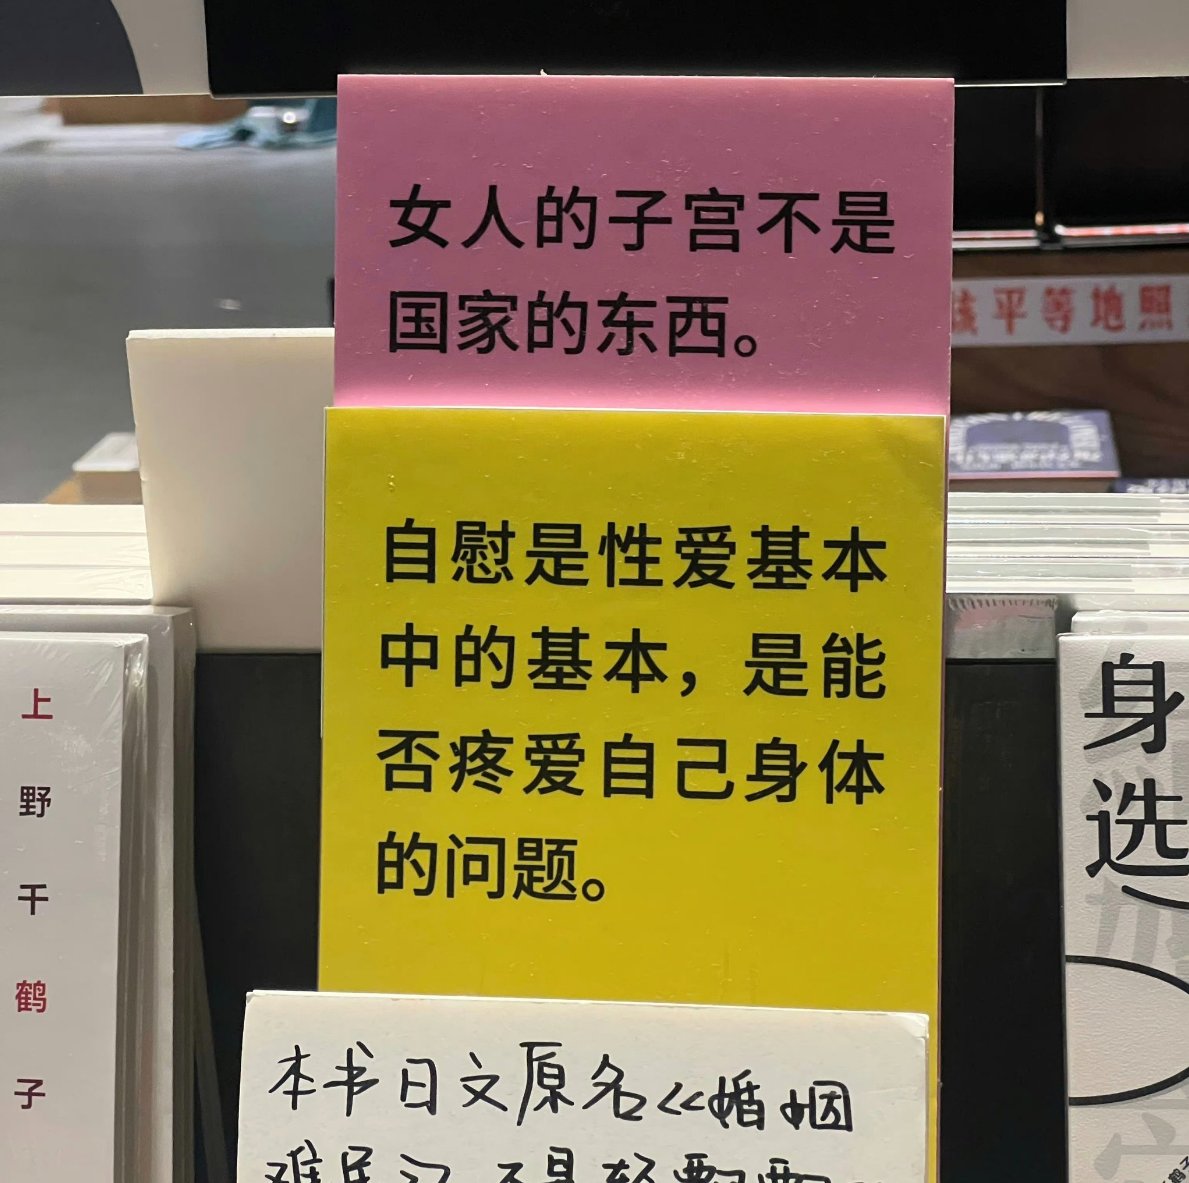 女人的子宫不是
国家的东西。
自慰是性爱基本
中的基本，是能
否疼爱自己身体
的问题。
本书日文原名《婚姻
平等地照
上野千鹤子
身
选